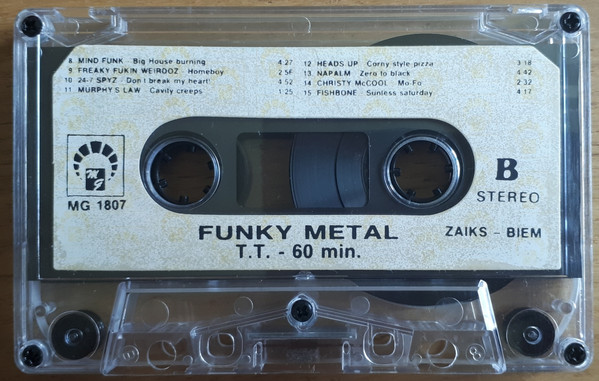 8 MIND FUNK - Big House burning 4:27
9 FREAKY FUKIN WEIRDOZ - Homeboy 2:5
10 24-7 SPYZ - Don't break my heart! 4:52
11 MURPHY'S LAW - Cavity creeps 1:25
12 HEADS UP - Corny style pizza 3:18
13 NAPALM - Zero to black 4:42
14 CHRISTY McCOOL - Mo-Fo 2:32
15 FISHBONE - Sunless saturday 4:17
MG
MG 1807
B
STEREO
FUNKY METAL
T.T. - 60 min.
ZAIKS - BIEM